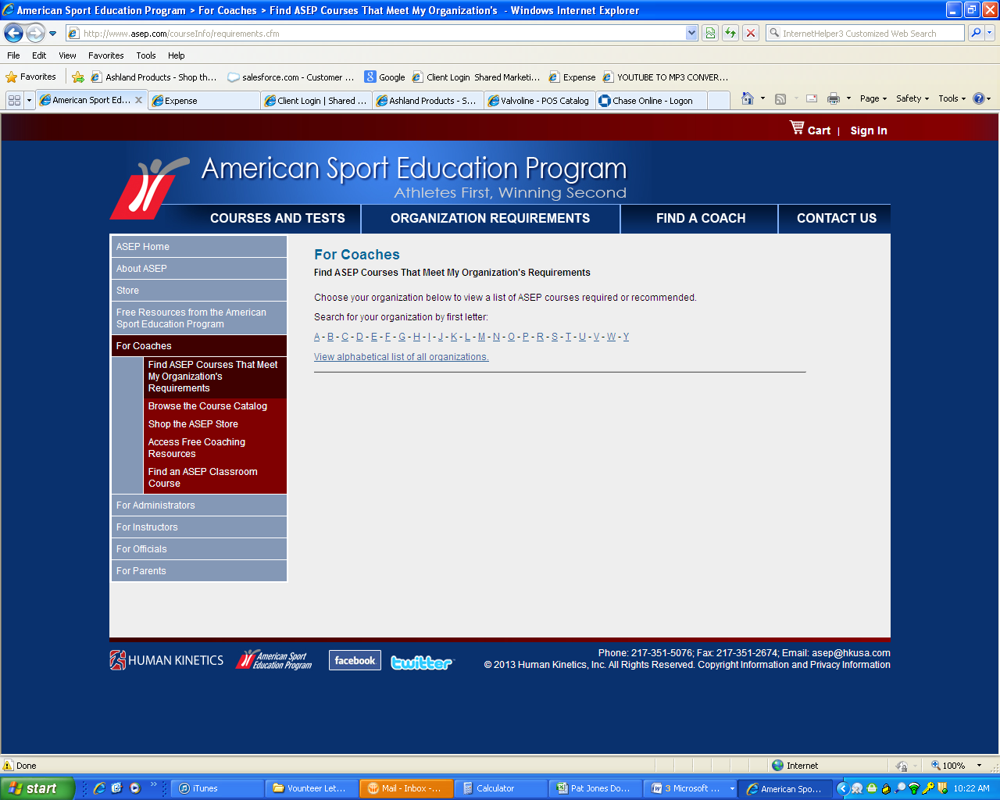 American Sport Education Program > For Coaches > Find ASEP Courses That Meet My Organization's - Windows Internet Explorer
http://www.asep.com/courseInfo/requirements.cfm
InternetHelper3 Customized Web Search
File Edit View Favorites Tools Help
Favorites Ashland Products - Shop th... salesforce.com - Customer ... Google Client Login Shared Marketi... Expense YOUTUBE TO MP3 CONVER...
American Sport Ed... Expense Client Login | Shared ... Ashland Products - S... Valvoline - POS Catalog Chase Online - Logon Page Safety Tools
Cart | Sign In
American Sport Education Program
Athletes First, Winning Second
COURSES AND TESTS ORGANIZATION REQUIREMENTS FIND A COACH CONTACT US
ASEP Home
About ASEP
Store
Free Resources from the American
Sport Education Program
For Coaches
Find ASEP Courses That Meet
My Organization's
Requirements
Browse the Course Catalog
Shop the ASEP Store
Access Free Coaching
Resources
Find an ASEP Classroom
Course
For Administrators
For Instructors
For Officials
For Parents
For Coaches
Find ASEP Courses That Meet My Organization's Requirements
Choose your organization below to view a list of ASEP courses required or recommended.
Search for your organization by first letter:
A - B - C - D - E - F - G - H - I - J - K - L - M - N - O - P - R - S - T - U - V - W - Y
View alphabetical list of all organizations.
HUMAN KINETICS American Sport
Education Program
facebook
twitter
Phone: 217-351-5076; Fax: 217-351-2674; Email: asep@hkusa.com
© 2013 Human Kinetics, Inc. All Rights Reserved. Copyright Information and Privacy Information
Done Internet 100%
start iTunes Vounteer Let... Mail - Inbox -... Calculator Pat Jones Do... 3 Microsoft ... American Spo... 10:22 AM